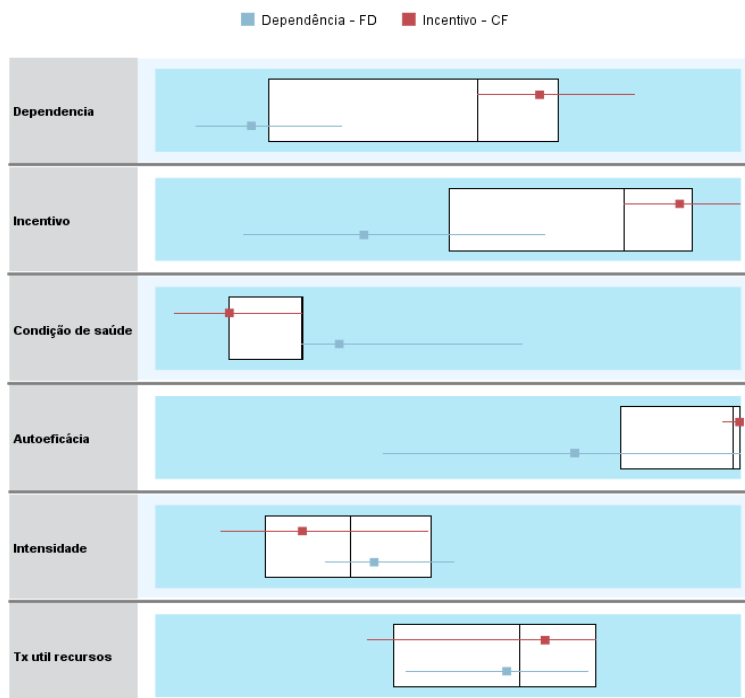 Dependência - FD Incentivo - CF
Dependencia
Incentivo
Condição de saúde
Autoeficácia
Intensidade
Tx util recursos